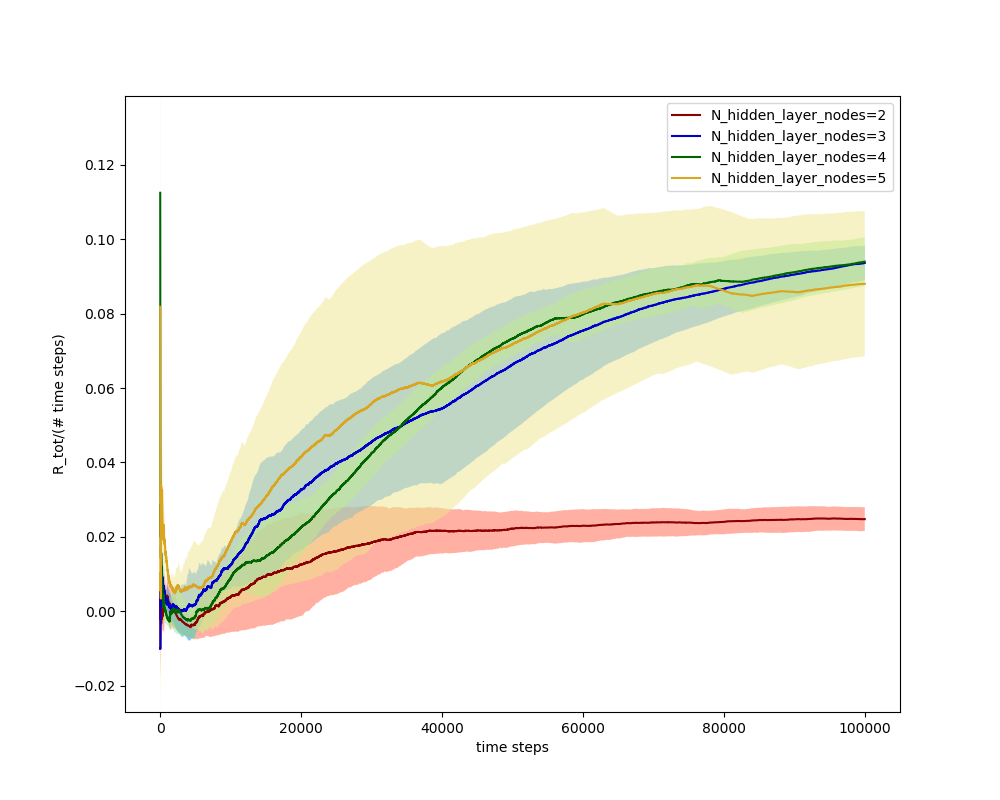 N_hidden_layer_nodes=2
N_hidden_layer_nodes=3
N_hidden_layer_nodes=4
N_hidden_layer_nodes=5
0.12
0.10
0.08
0.06
0.04
0.02
0.00
−0.02
R_tot/(# time steps)
0 20000 40000 60000 80000 100000
time steps